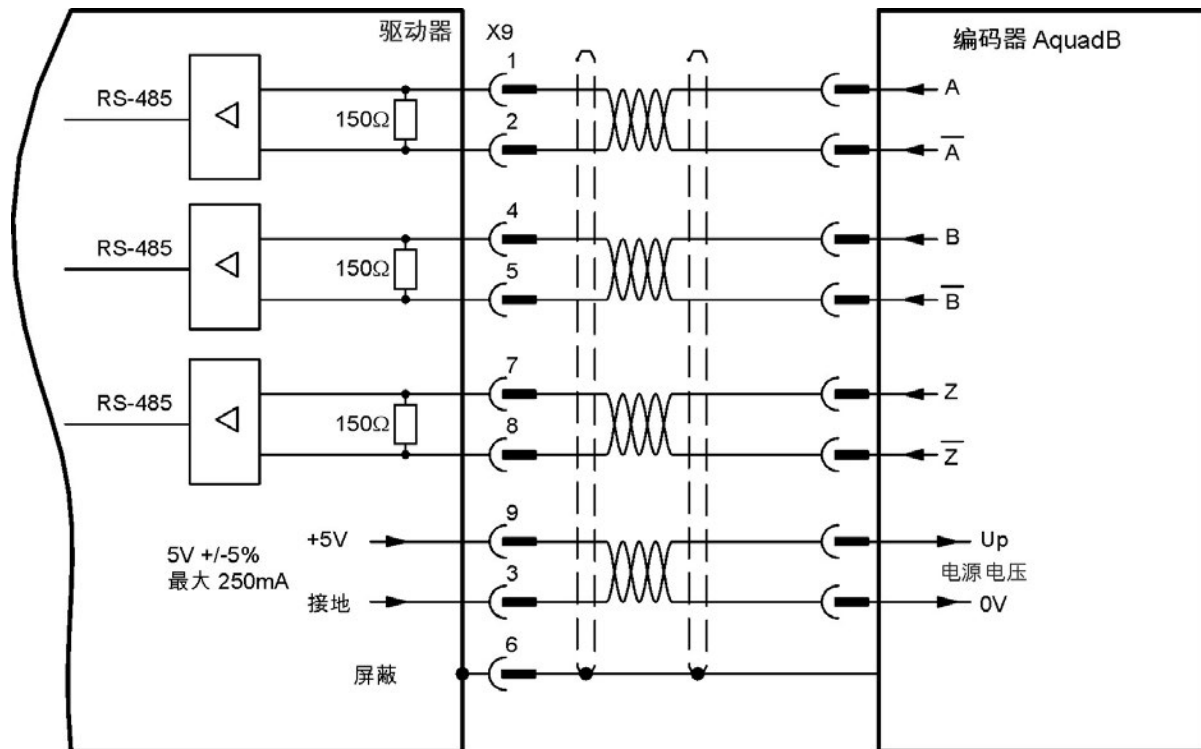 驱动器 X9
编码器 AquadB
1
A
RS-485
150Ω
2
A̅
4
B
RS-485
150Ω
5
B̅
7
Z
RS-485
150Ω
8
Z̅
9
+5V
Up
5V +/-5%
最大 250mA
电源电压
3
接地
0V
6
屏蔽